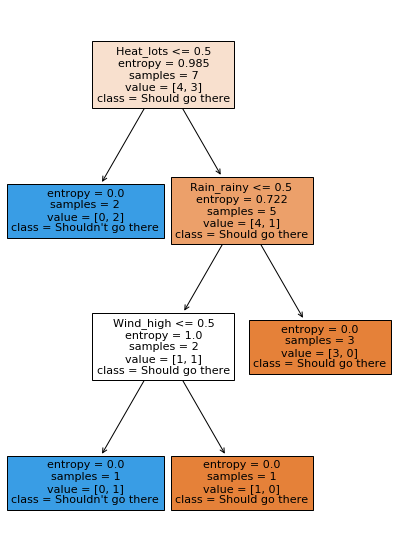 Heat_lots <= 0.5
entropy = 0.985
samples = 7
value = [4, 3]
class = Should go there
entropy = 0.0
samples = 2
value = [0, 2]
class = Shouldn't go there
Rain_rainy <= 0.5
entropy = 0.722
samples = 5
value = [4, 1]
class = Should go there
Wind_high <= 0.5
entropy = 1.0
samples = 2
value = [1, 1]
class = Should go there
entropy = 0.0
samples = 3
value = [3, 0]
class = Should go there
entropy = 0.0
samples = 1
value = [0, 1]
class = Shouldn't go there
entropy = 0.0
samples = 1
value = [1, 0]
class = Should go there